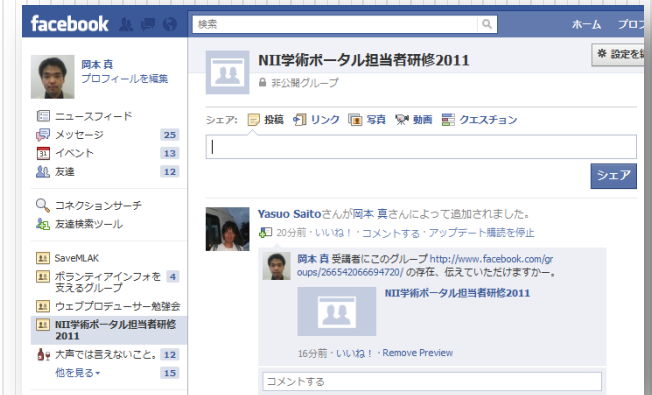 facebook
検索
ホーム プロフ
岡本 真
プロフィールを編集
NII学術ポータル担当者研修2011
非公開グループ
設定を編
ニュースフィード
メッセージ 25
31 イベント 13
友達 12
コネクションサーチ
友達検索ツール
SaveMLAK
ボランティアインフォを支えるグループ 4
ウェブプロデューサー勉強会
NII学術ポータル担当者研修
2011
大声では言えないこと。 12
他を見る 15
シェア: 投稿 リンク 写真 動画 クエスチョン
シェア
Yasuo Saitoさんが岡本 真さんによって追加されました。
20分前・いいね!・コメントする・アップデート購読を停止
岡本 真 受講者にこのグループ http://www.facebook.com/gr
oups/266542066694720/ の存在、伝えていただけますかー。
NII学術ポータル担当者研修2011
16分前・いいね!・Remove Preview
コメントする